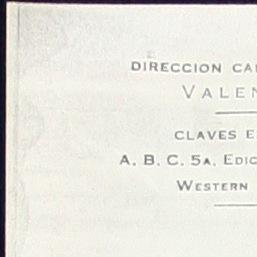 DIRECCION CA
VALEN
CLAVES E
A. B. C. 5A. EDIC
WESTERN